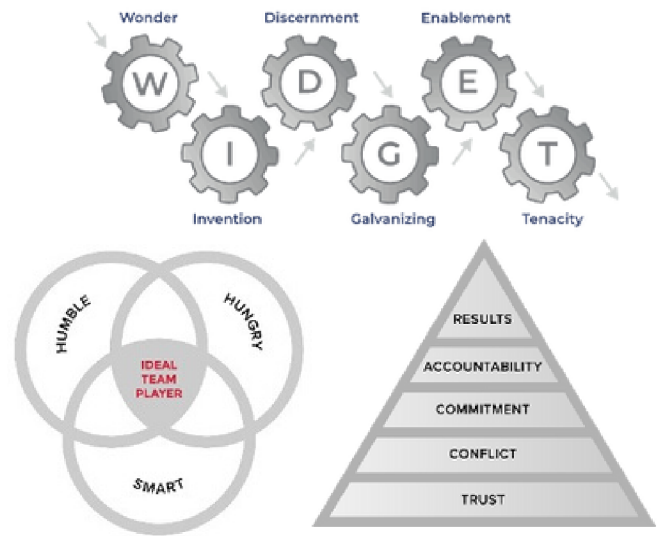 Wonder
Discernment
Enablement
W
D
E
I
G
T
Invention
Galvanizing
Tenacity
HUMBLE
HUNGRY
IDEAL
TEAM
PLAYER
SMART
RESULTS
ACCOUNTABILITY
COMMITMENT
CONFLICT
TRUST